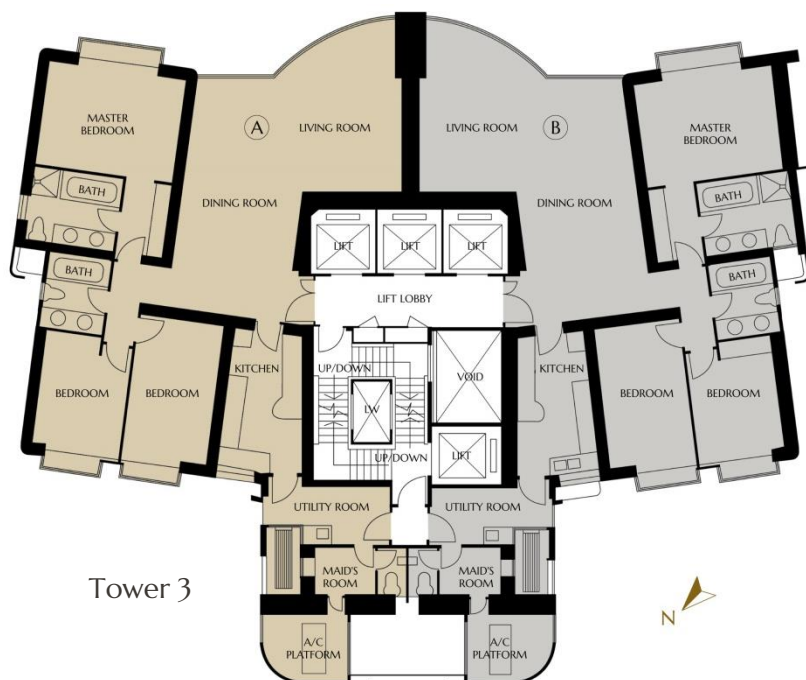 MASTER
BEDROOM
A
LIVING ROOM
LIVING ROOM
B
MASTER
BEDROOM
BATH
DINING ROOM
DINING ROOM
BATH
LIFT
LIFT
LIFT
BATH
BATH
LIFT LOBBY
BEDROOM
BEDROOM
KITCHEN
UP/DOWN
VOID
KITCHEN
BEDROOM
BEDROOM
LW
UP/DOWN
LIFT
UTILITY ROOM
UTILITY ROOM
MAID'S
ROOM
MAID'S
ROOM
Tower 3
N
A/C
PLATFORM
A/C
PLATFORM